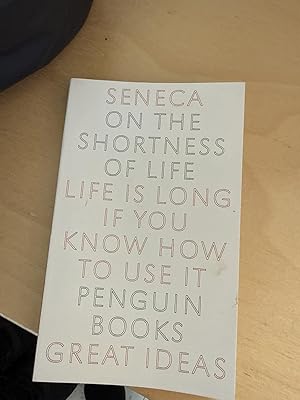 SENECA
ON THE
SHORTNESS
OF LIFE
LIFE IS LONG
IF YOU
KNOW HOW
TO USE IT
PENGUIN
BOOKS
GREAT IDEAS